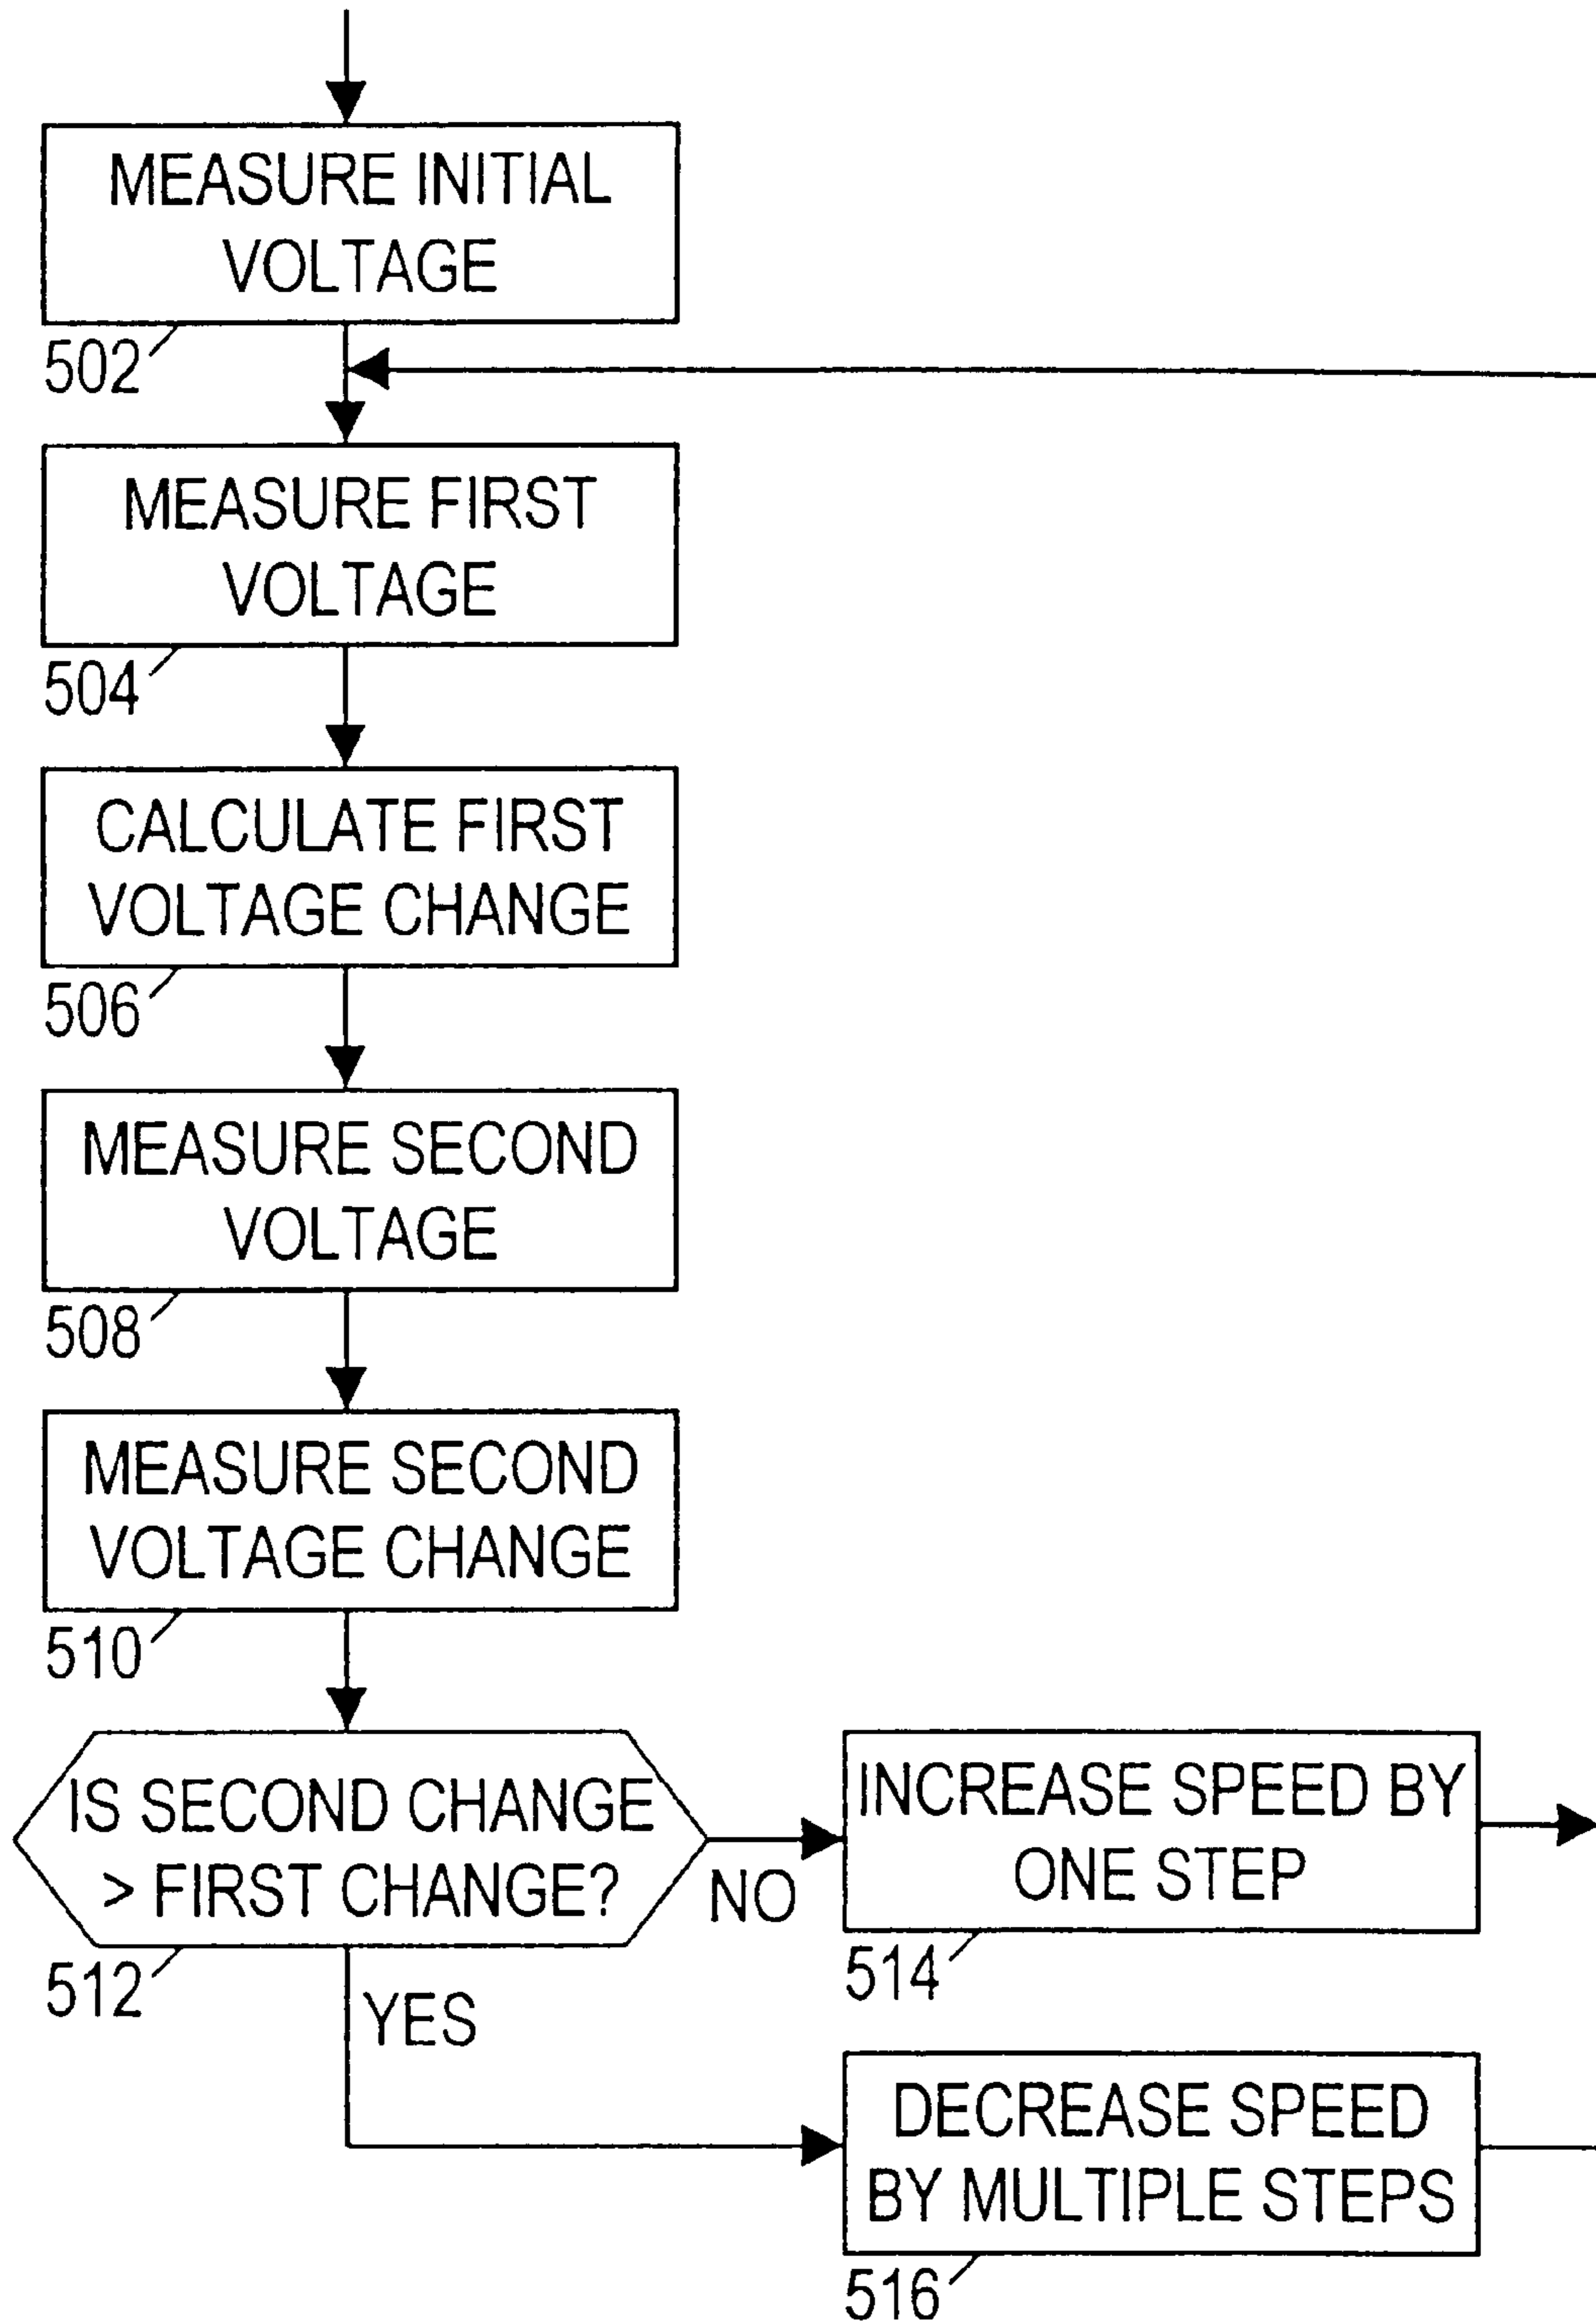 MEASURE INITIAL
VOLTAGE
502
MEASURE FIRST
VOLTAGE
504
CALCULATE FIRST
VOLTAGE CHANGE
506
MEASURE SECOND
VOLTAGE
508
MEASURE SECOND
VOLTAGE CHANGE
510
IS SECOND CHANGE
> FIRST CHANGE?
512
NO
INCREASE SPEED BY
ONE STEP
514
YES
DECREASE SPEED
BY MULTIPLE STEPS
516